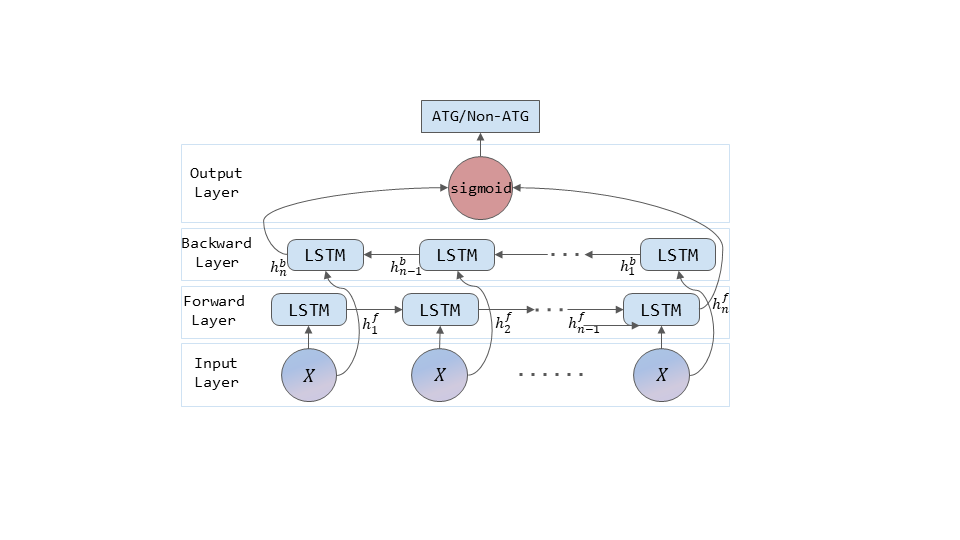 ATG/Non-ATG
Output
Layer
sigmoid
Backward
Layer
LSTM
LSTM
· · ·
LSTM
h_n^b
h_{n-1}^b
h_1^b
Forward
Layer
LSTM
LSTM
· · ·
LSTM
h_1^f
h_2^f
h_{n-1}^f
h_n^f
Input
Layer
X
X
· · · · · ·
X